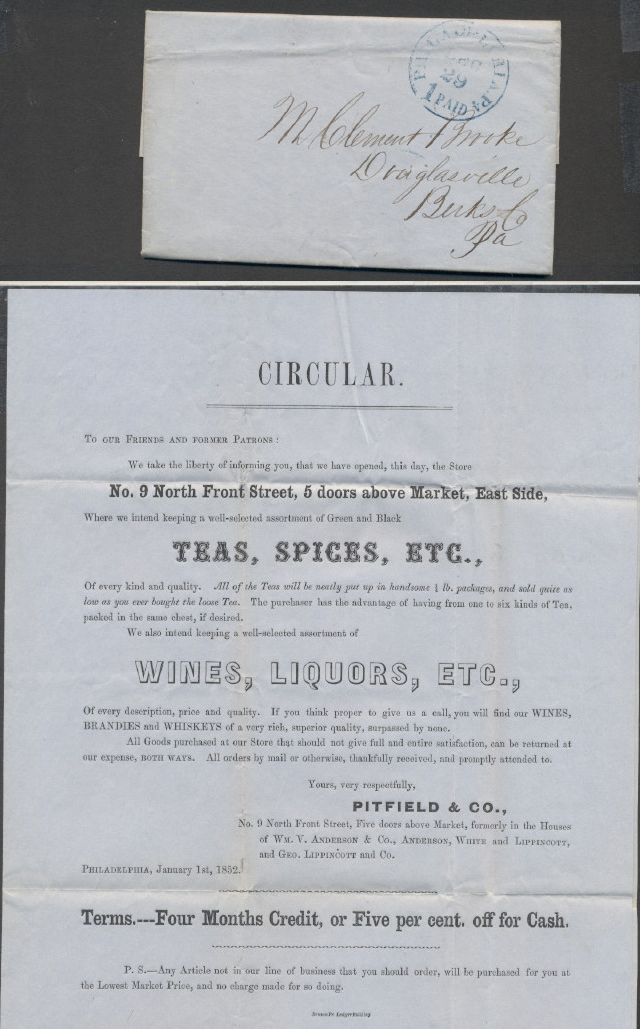 PHILADELPHIA, Pa.
29
1 PAID
Mr Clement Brooke
Douglasville
Berks Co
Pa
CIRCULAR.
TO OUR FRIENDS AND FORMER PATRONS:
We take the liberty of informing you, that we have opened, this day, the Store
No. 9 North Front Street, 5 doors above Market, East Side,
Where we intend keeping a well-selected assortment of Green and Black
TEAS, SPICES, ETC.,
Of every kind and quality. All of the Teas will be neatly put up in handsome lb. packages, and sold quite as
low as you ever bought the loose Tea. The purchaser has the advantage of having from one to six kinds of Tea,
packed in the same chest, if desired.
We also intend keeping a well-selected assortment of
WINES, LIQUORS, ETC.,
Of every description, price and quality. If you think proper to give us a call, you will find our WINES,
BRANDIES and WHISKEYS of a very rich, superior quality, surpassed by none.
All Goods purchased at our Store that should not give full and entire satisfaction, can be returned at
our expense, BOTH WAYS. All orders by mail or otherwise, thankfully received, and promptly attended to.
Yours, very respectfully,
PITFIELD & CO.,
No. 9 North Front Street, Five doors above Market, formerly in the Houses
of WM. V. ANDERSON & CO., ANDERSON, WHITE and LIPPINCOTT,
and GEO. LIPPINCOTT and Co.
PHILADELPHIA, January 1st, 1852.
Terms.---Four Months Credit, or Five per cent. off for Cash.
P. S.—Any Article not in our line of business that you should order, will be purchased for you at
the Lowest Market Price, and no charge made for so doing.